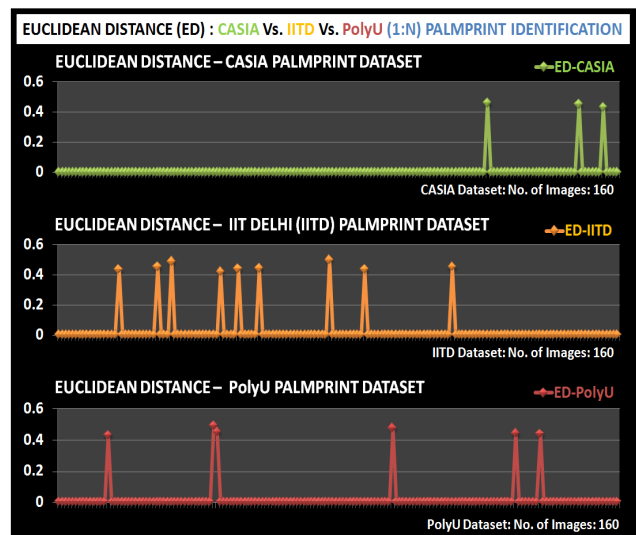 EUCLIDEAN DISTANCE (ED) : CASIA Vs. IITD Vs. PolyU (1:N) PALMPRINT IDENTIFICATION
EUCLIDEAN DISTANCE – CASIA PALMPRINT DATASET
ED-CASIA
0.6
0.4
0.2
0
CASIA Dataset: No. of Images: 160
EUCLIDEAN DISTANCE – IIT DELHI (IITD) PALMPRINT DATASET
ED-IITD
0.6
0.4
0.2
0
IITD Dataset: No. of Images: 160
EUCLIDEAN DISTANCE – PolyU PALMPRINT DATASET
ED-PolyU
0.6
0.4
0.2
0
PolyU Dataset: No. of Images: 160